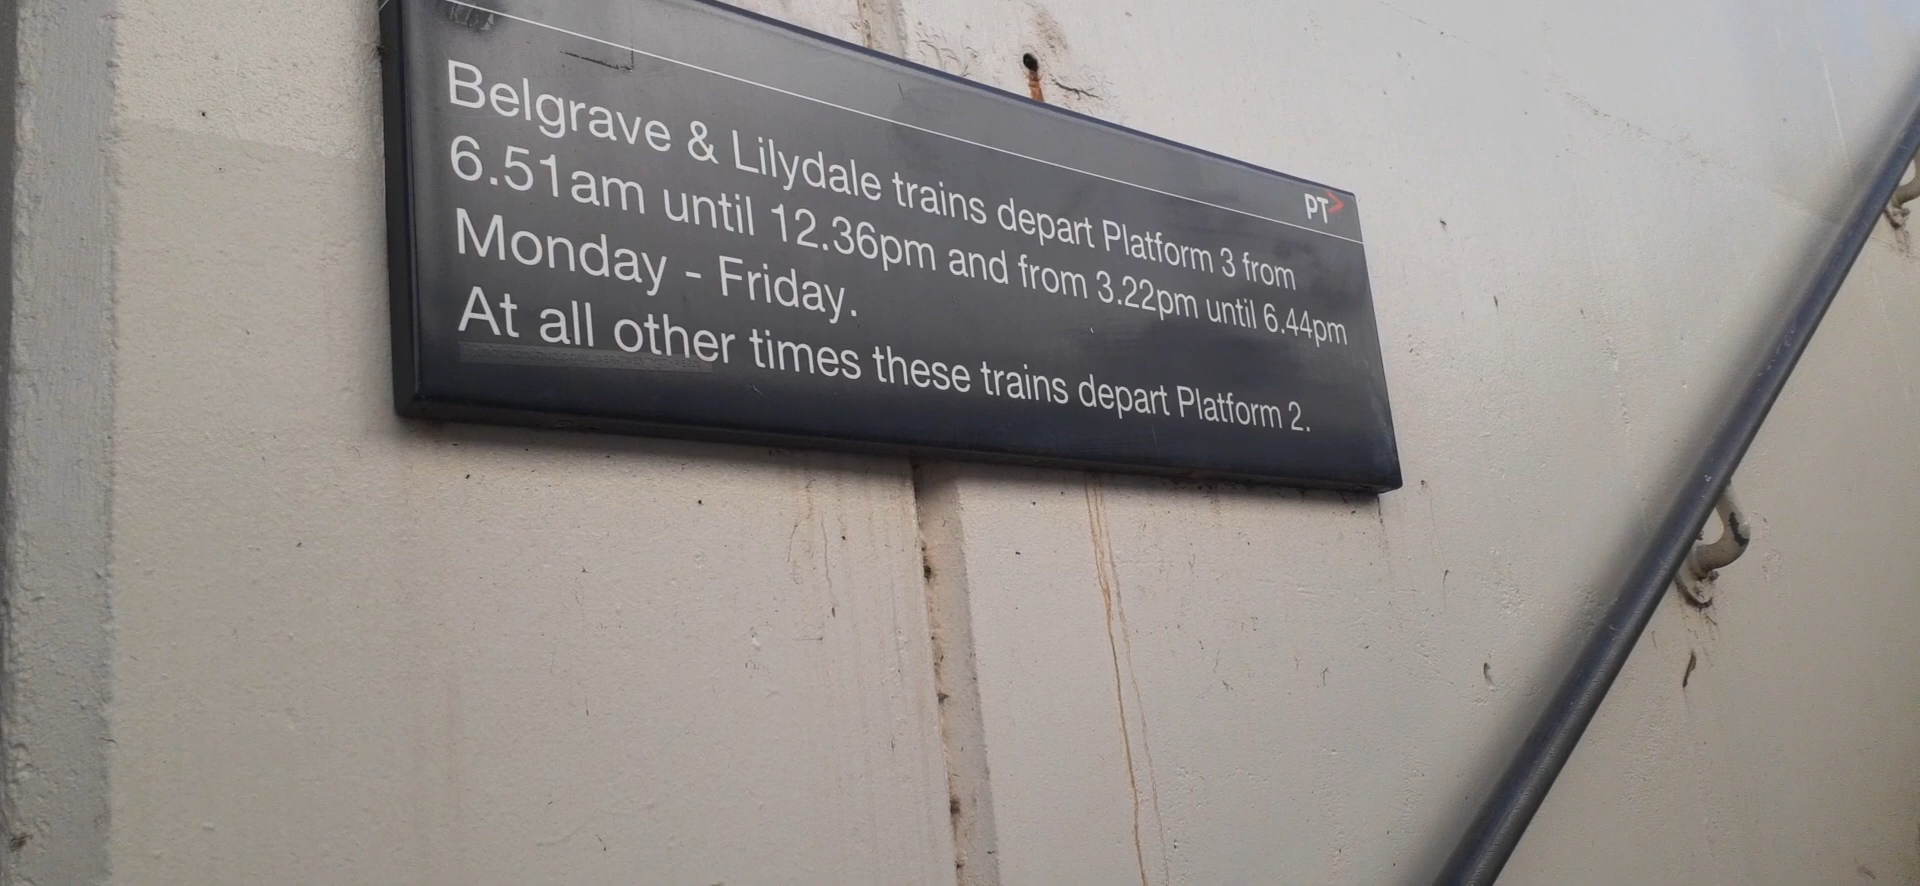 PT>
Belgrave & Lilydale trains depart Platform 3 from
6.51am until 12.36pm and from 3.22pm until 6.44pm
Monday - Friday.
At all other times these trains depart Platform 2.